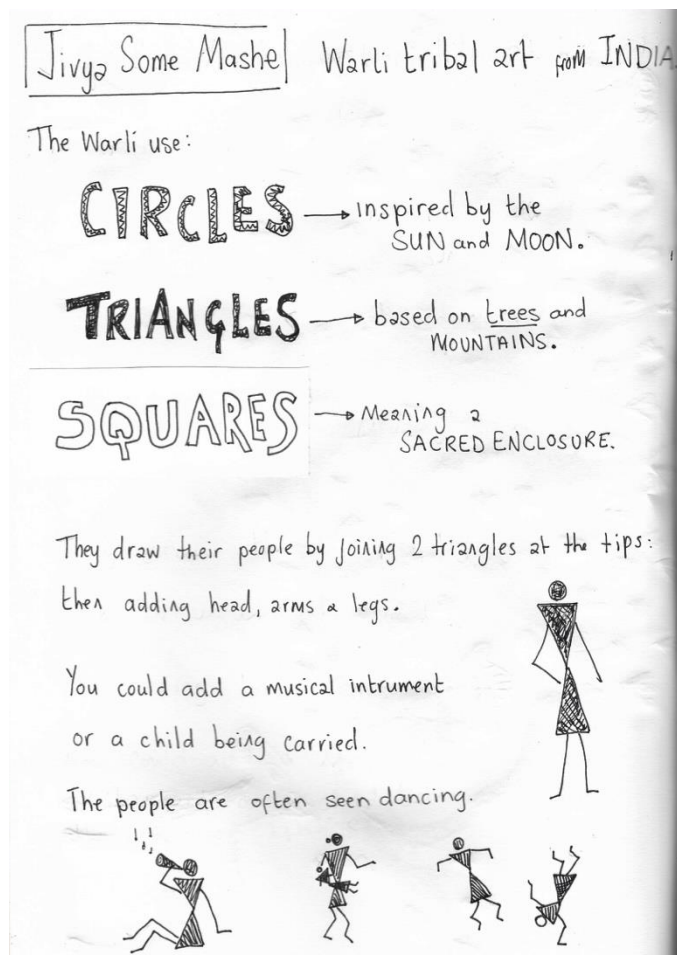 Jivya Some Mashe Warli tribal art from INDIA
The Warli use:
CIRCLES → inspired by the
SUN and MOON.
TRIANGLES → based on trees and
MOUNTAINS.
SQUARES → Meaning a
SACRED ENCLOSURE.
They draw their people by joining 2 triangles at the tips:
then adding head, arms & legs.
You could add a musical intrument
or a child being carried.
The people are often seen dancing.